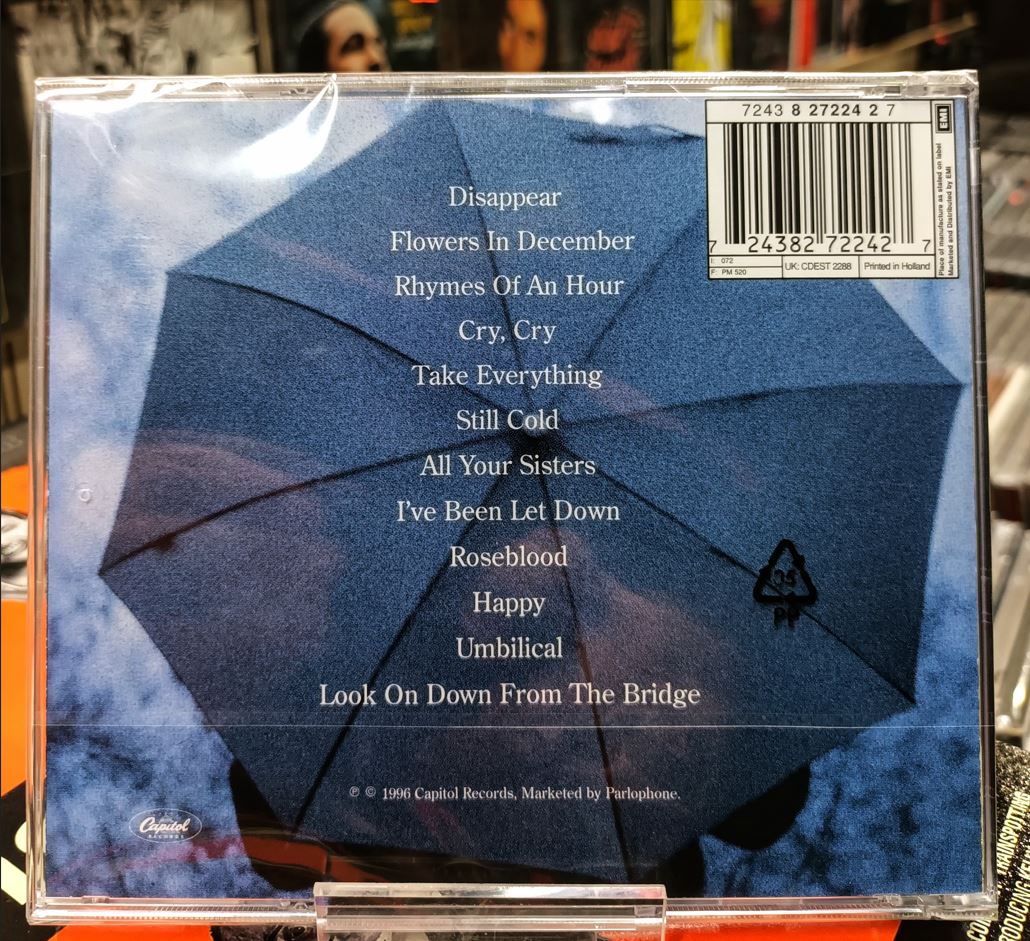 7243 8 27224 2 7
EMI
Place of manufacture as stated on label
Marketed and Distributed by EMI
7 24382 72242 7
I: 072
F: PM 520
UK: CDEST 2288
Printed in Holland
Disappear
Flowers In December
Rhymes Of An Hour
Cry, Cry
Take Everything
Still Cold
All Your Sisters
I've Been Let Down
Roseblood
Happy
Umbilical
Look On Down From The Bridge
PP
℗ © 1996 Capitol Records, Marketed by Parlophone.
Capitol
RECORDS
TRAINSPOTTING